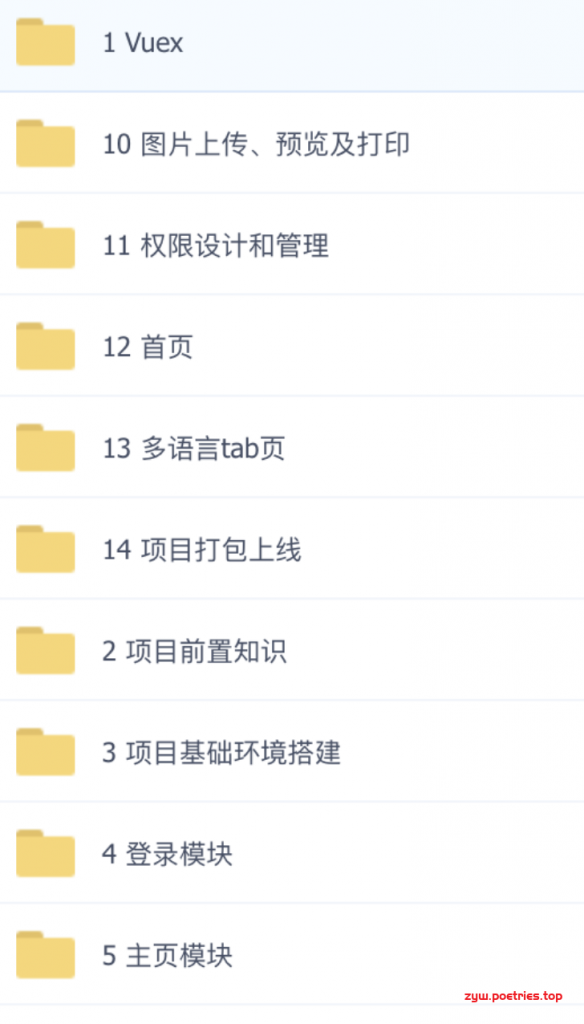 1 Vuex
10 图片上传、预览及打印
11 权限设计和管理
12 首页
13 多语言tab页
14 项目打包上线
2 项目前置知识
3 项目基础环境搭建
4 登录模块
5 主页模块
zyw.poetries.top